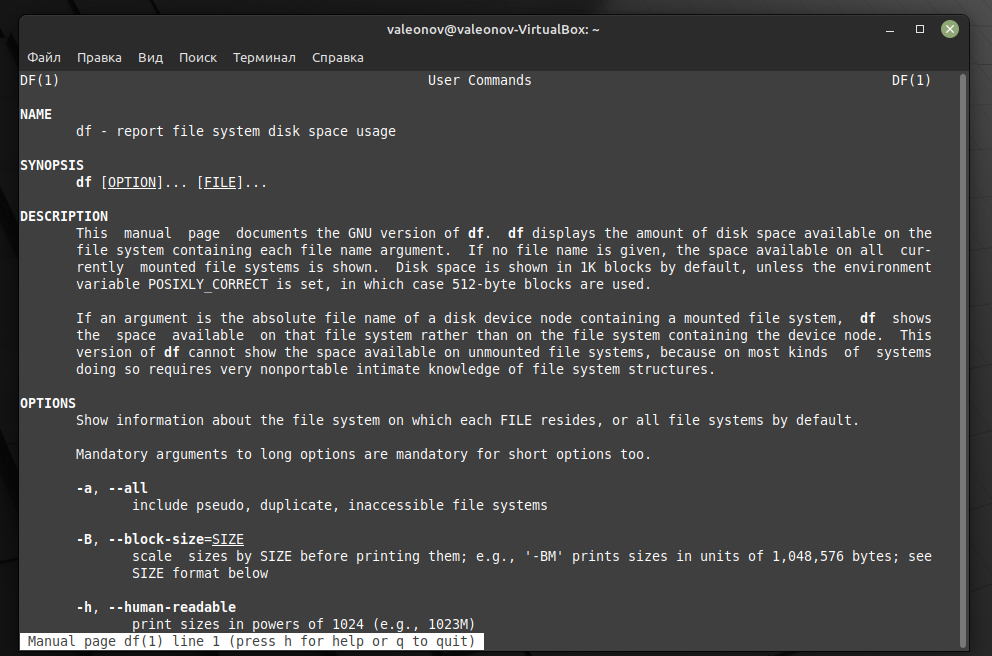 valeonov@valeonov-VirtualBox: ~
Файл Правка Вид Поиск Терминал Справка
DF(1) User Commands DF(1)
NAME
df - report file system disk space usage
SYNOPSIS
df [OPTION]... [FILE]...
DESCRIPTION
This manual page documents the GNU version of df. df displays the amount of disk space available on the
file system containing each file name argument. If no file name is given, the space available on all cur-
rently mounted file systems is shown. Disk space is shown in 1K blocks by default, unless the environment
variable POSIXLY_CORRECT is set, in which case 512-byte blocks are used.
If an argument is the absolute file name of a disk device node containing a mounted file system, df shows
the space available on that file system rather than on the file system containing the device node. This
version of df cannot show the space available on unmounted file systems, because on most kinds of systems
doing so requires very nonportable intimate knowledge of file system structures.
OPTIONS
Show information about the file system on which each FILE resides, or all file systems by default.
Mandatory arguments to long options are mandatory for short options too.
-a, --all
include pseudo, duplicate, inaccessible file systems
-B, --block-size=SIZE
scale sizes by SIZE before printing them; e.g., '-BM' prints sizes in units of 1,048,576 bytes; see
SIZE format below
-h, --human-readable
print sizes in powers of 1024 (e.g., 1023M)
Manual page df(1) line 1 (press h for help or q to quit)